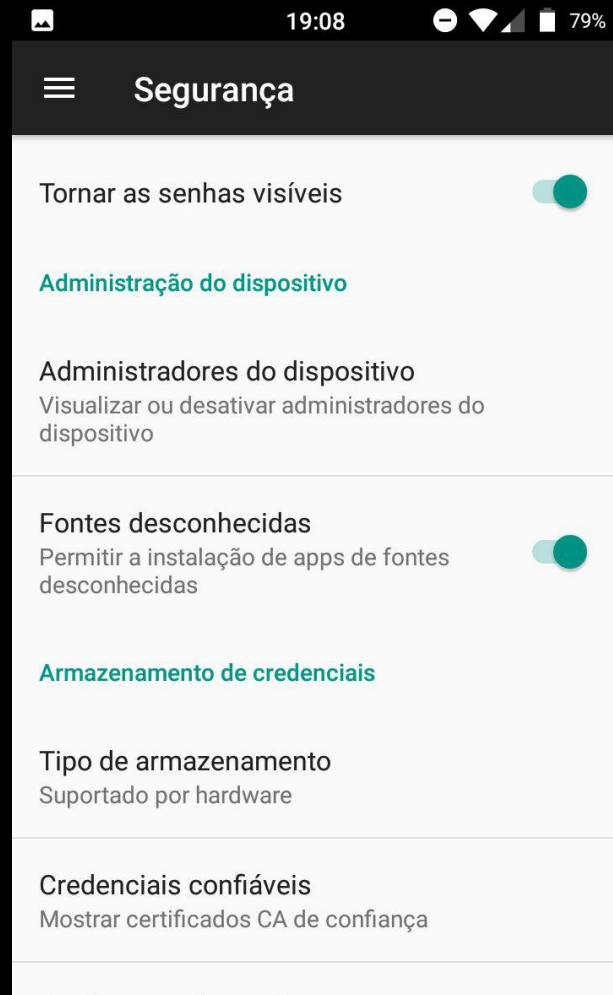 19:08
79%
Segurança
Tornar as senhas visíveis
Administração do dispositivo
Administradores do dispositivo
Visualizar ou desativar administradores do
dispositivo
Fontes desconhecidas
Permitir a instalação de apps de fontes
desconhecidas
Armazenamento de credenciais
Tipo de armazenamento
Suportado por hardware
Credenciais confiáveis
Mostrar certificados CA de confiança